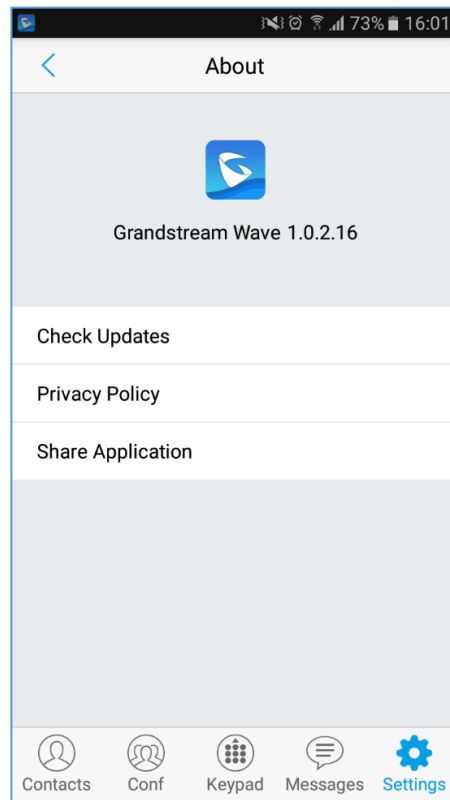 73% 16:01
About
Grandstream Wave 1.0.2.16
Check Updates
Privacy Policy
Share Application
Contacts Conf Keypad Messages Settings